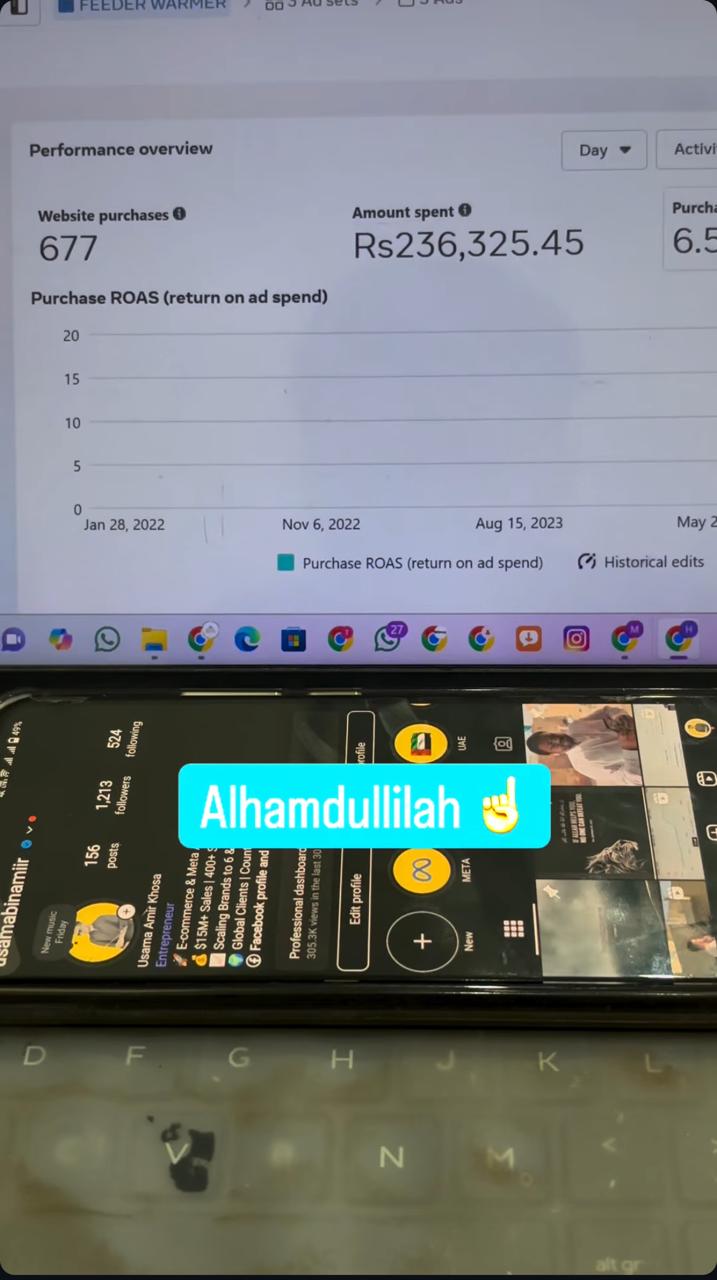 FEEDER WARMER > 3 Ad sets > 3 Ads
Performance overview
Day
Activi
Website purchases
Amount spent
Purcha
677
Rs236,325.45
6.5
Purchase ROAS (return on ad spend)
20
15
10
5
0
Jan 28, 2022
Nov 6, 2022
Aug 15, 2023
May 2
Purchase ROAS (return on ad spend)
Historical edits
27
M
H
49%
usamabinamiir
New music
Friday
156
posts
1,213
followers
524
following
Usama Amir Khosa
Entrepreneur
🚀 E-commerce & Meta
💰 $15M+ Sales | 400+
Scaling Brands to 6 &
🌍 Global Clients | Coun
Facebook profile and
Professional dashboard
305.3K views in the last 30
Edit profile
rofile
New
META
UAE
Alhamdullilah ☝️
D F G H J K L
V N M <
alt gr